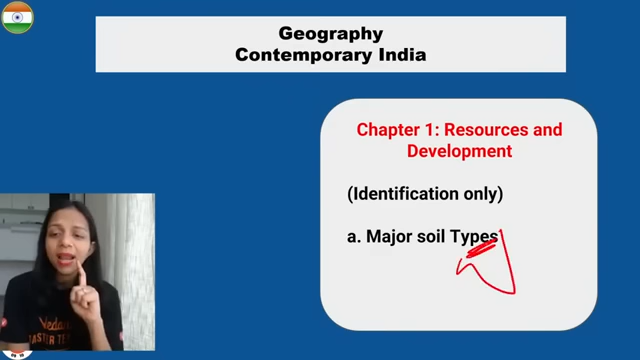 Geography
Contemporary India
Chapter 1: Resources and
Development
(Identification only)
a. Major soil Types